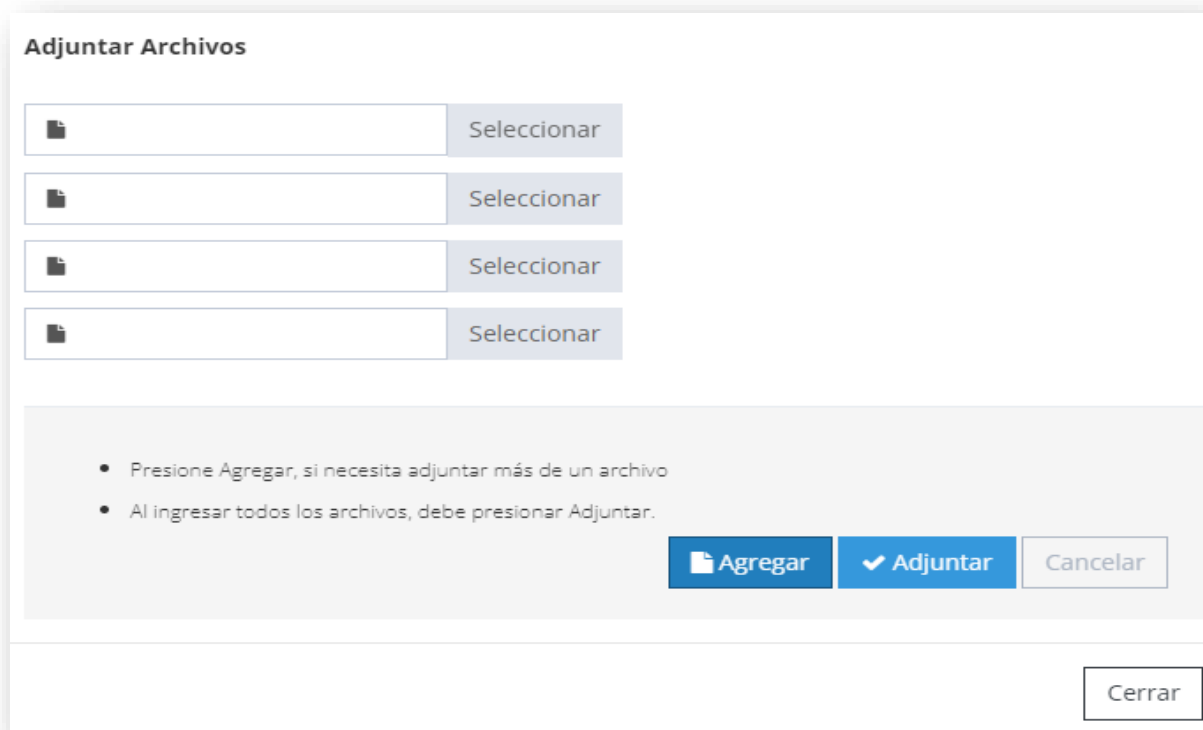 Adjuntar Archivos
Seleccionar
Seleccionar
Seleccionar
Seleccionar
Presione Agregar, si necesita adjuntar más de un archivo
Al ingresar todos los archivos, debe presionar Adjuntar.
Agregar Adjuntar Cancelar
Cerrar